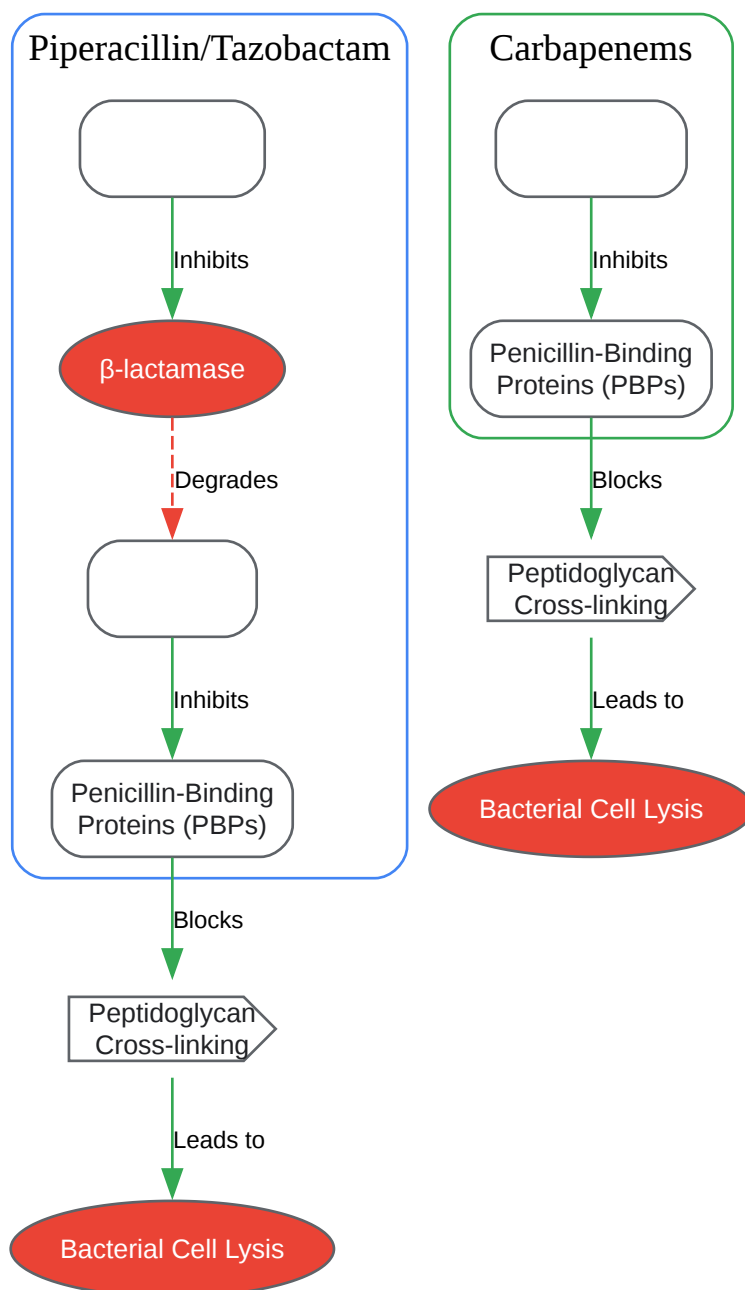 Piperacillin/Tazobactam
Inhibits
β-lactamase
Degrades
Inhibits
Penicillin-Binding
Proteins (PBPs)
Blocks
Peptidoglycan
Cross-linking
Leads to
Bacterial Cell Lysis
Carbapenems
Inhibits
Penicillin-Binding
Proteins (PBPs)
Blocks
Peptidoglycan
Cross-linking
Leads to
Bacterial Cell Lysis